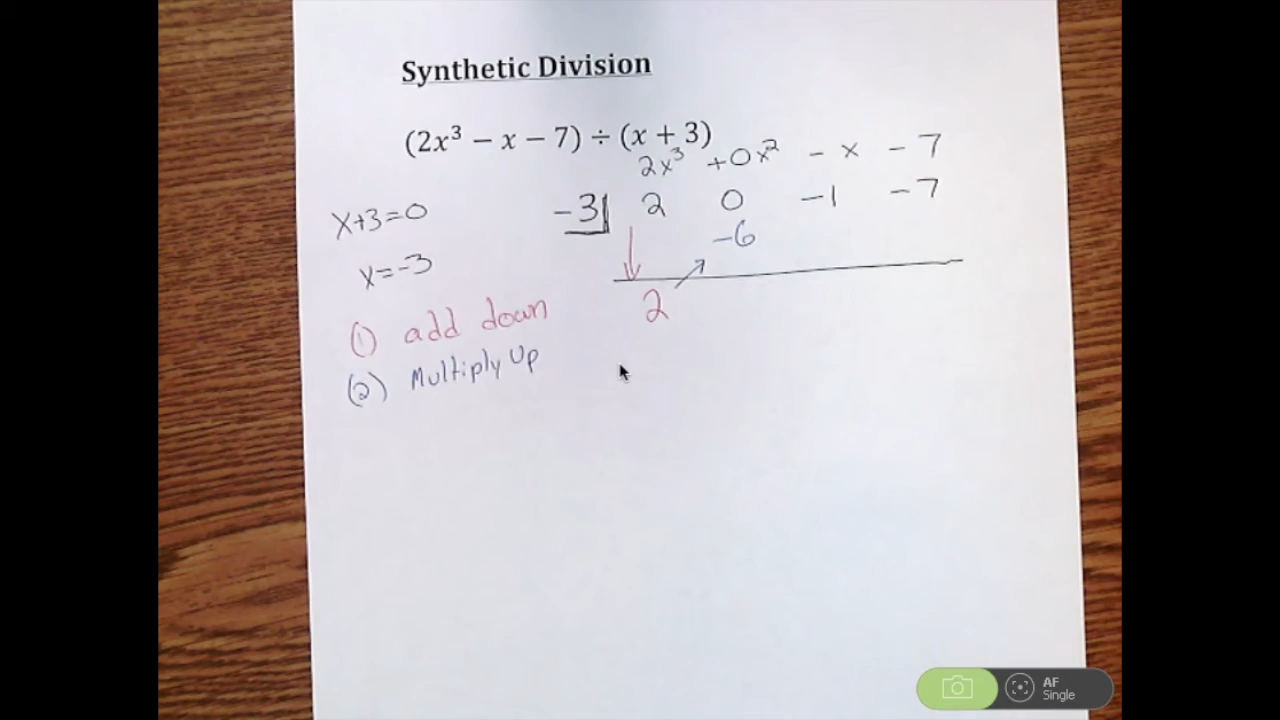 Synthetic Division
(2x³ − x − 7) ÷ (x + 3)
2x³ +0x² - x - 7
x+3=0
-3| 2 0 -1 -7
-6
x=-3
2
(1) add down
(2) Multiply Up
AF
Single